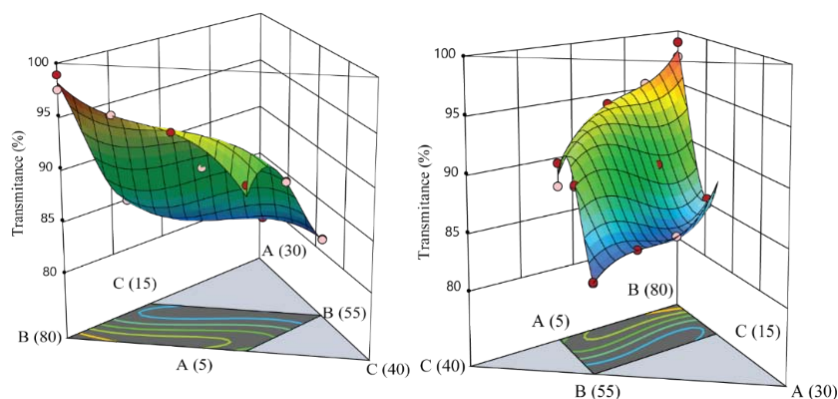 100
95
90
85
80
Transmitance (%)
A (30)
C (15)
B (55)
B (80)
A (5)
C (40)
100
95
90
85
80
Transmitance (%)
B (80)
A (5)
C (15)
C (40)
B (55)
A (30)